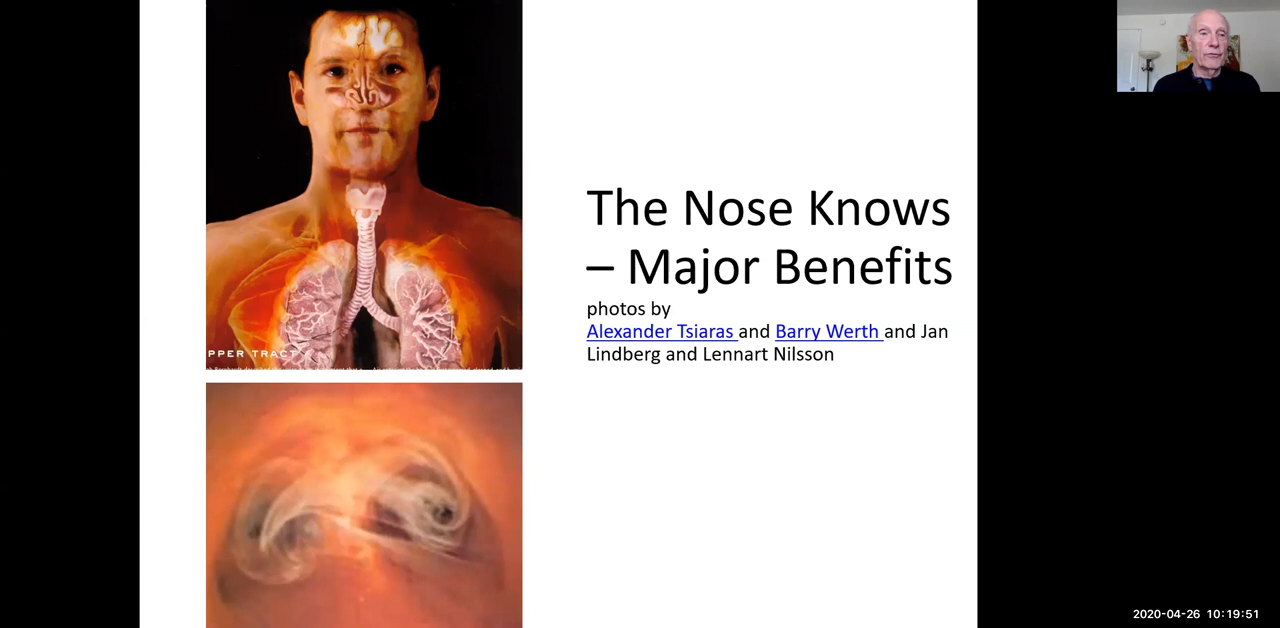 The Nose Knows
– Major Benefits
photos by
Alexander Tsiaras and Barry Werth and Jan
Lindberg and Lennart Nilsson
PPER TRACT
2020-04-26 10:19:51